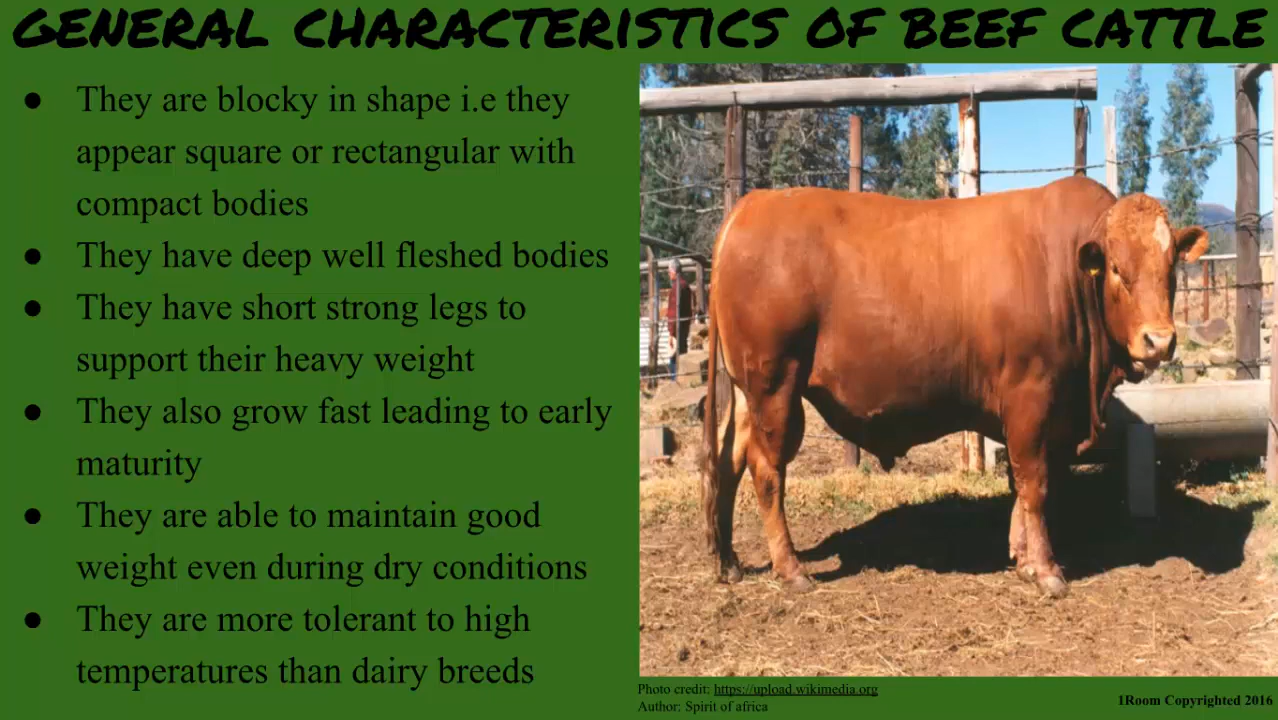 GENERAL CHARACTERISTICS OF BEEF CATTLE
● They are blocky in shape i.e they
appear square or rectangular with
compact bodies
● They have deep well fleshed bodies
● They have short strong legs to
support their heavy weight
● They also grow fast leading to early
maturity
● They are able to maintain good
weight even during dry conditions
● They are more tolerant to high
temperatures than dairy breeds
Photo credit: https://upload.wikimedia.org
Author: Spirit of africa
1Room Copyrighted 2016